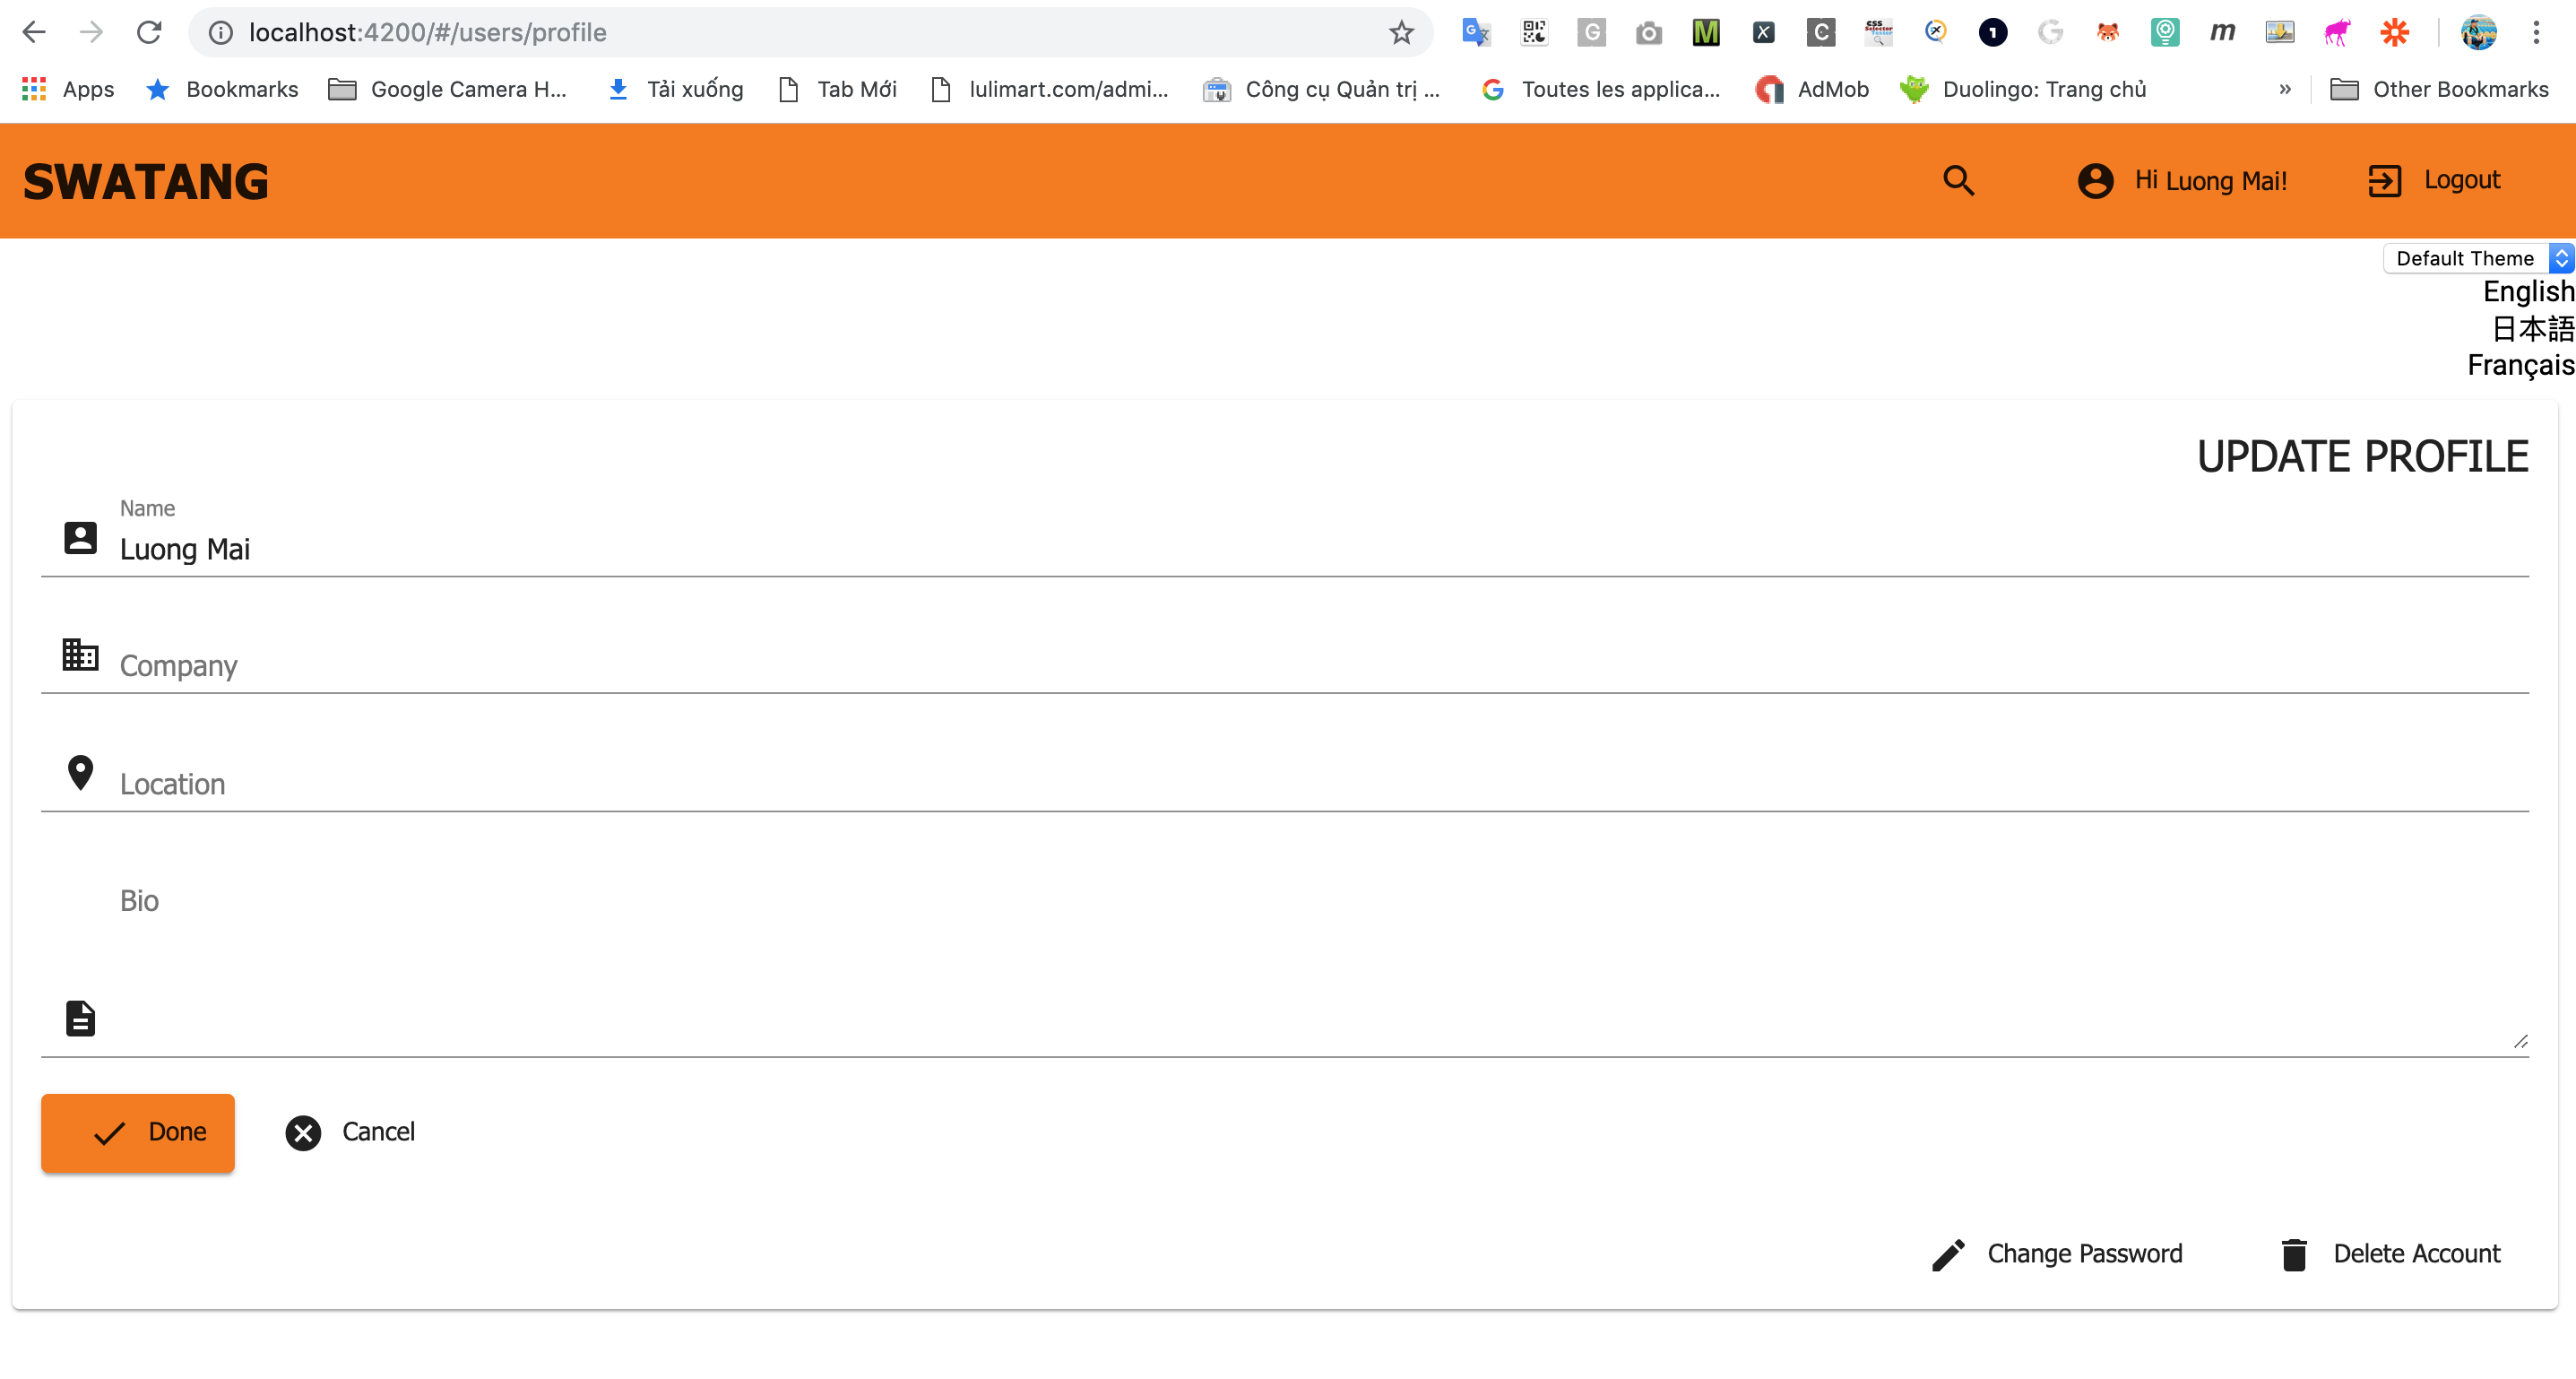 localhost:4200/#/users/profile
Apps Bookmarks Google Camera H... Tải xuống Tab Mới lulimart.com/admi... Công cụ Quản trị ... Toutes les applica... AdMob Duolingo: Trang chủ » Other Bookmarks
SWATANG Hi Luong Mai! Logout
Default Theme
English
日本語
Français
UPDATE PROFILE
Name
Luong Mai
Company
Location
Bio
Done Cancel
Change Password Delete Account